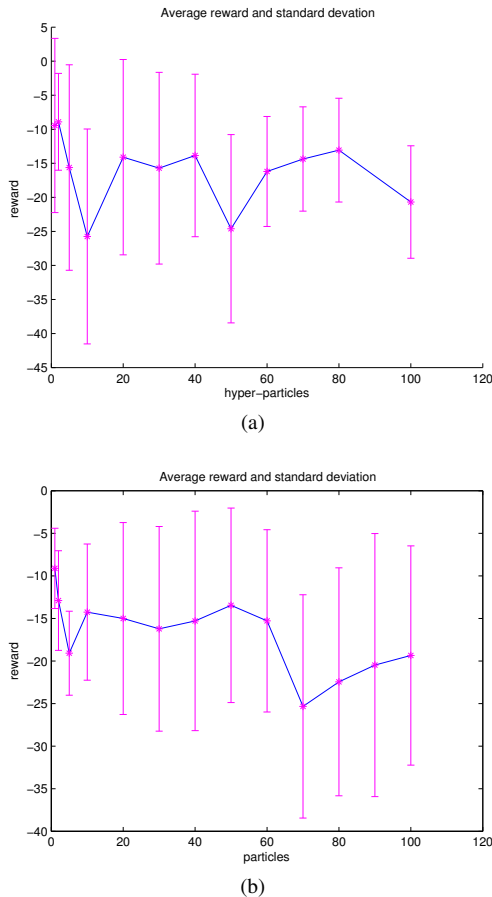 Average reward and standard devation
5
0
−5
−10
−15
−20
−25
−30
−35
−40
−45
reward
0 20 40 60 80 100 120
hyper−particles
(a)
Average reward and standard deviation
0
−5
−10
−15
−20
−25
−30
−35
−40
reward
0 20 40 60 80 100 120
particles
(b)